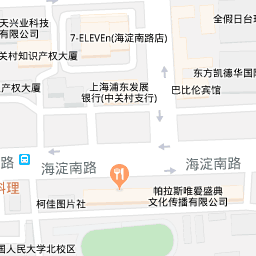 天兴业科技
有限公司
7-ELEVEn(海淀南路店)
全假日台球
关村知识产权大厦
东方凯德华国际
产权大厦
上海浦东发展
银行(中关村支行)
巴比伦宾馆
路
海淀南路
海淀南路
料理
帕拉斯唯爱盛典
文化传播有限公司
柯佳图片社
国人民大学北校区